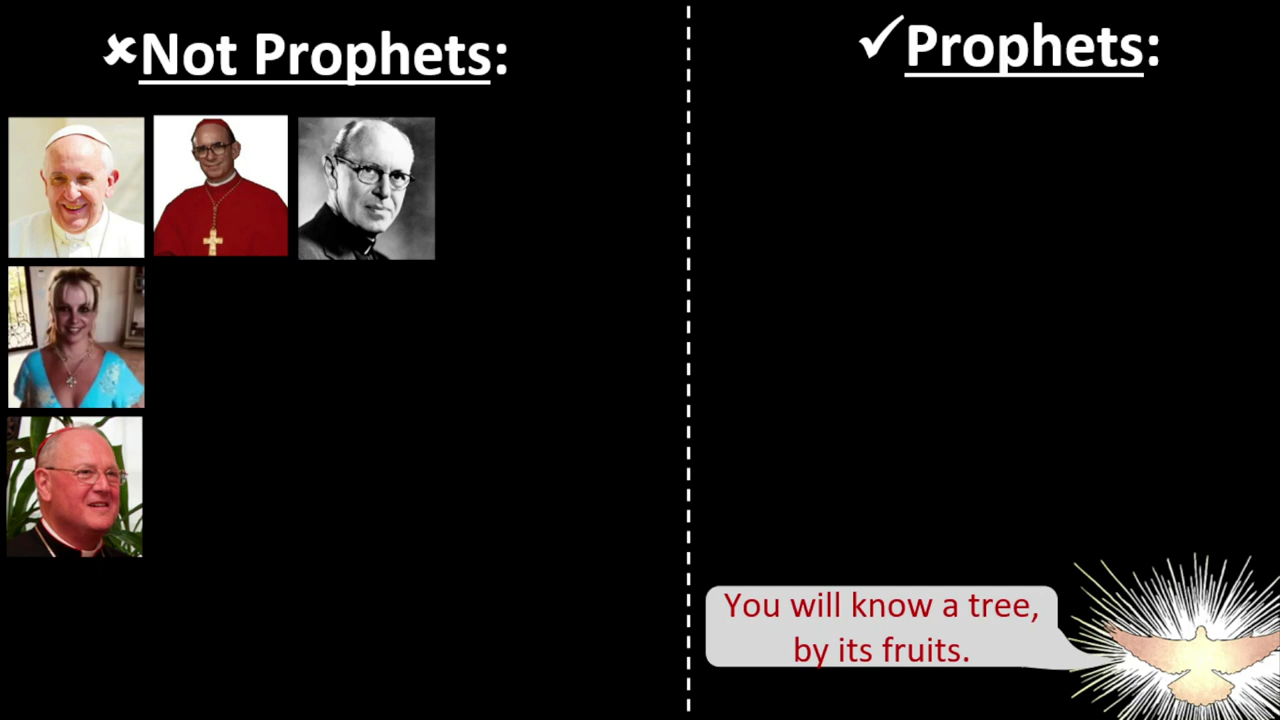 ✘Not Prophets:
✓Prophets:
You will know a tree,
by its fruits.